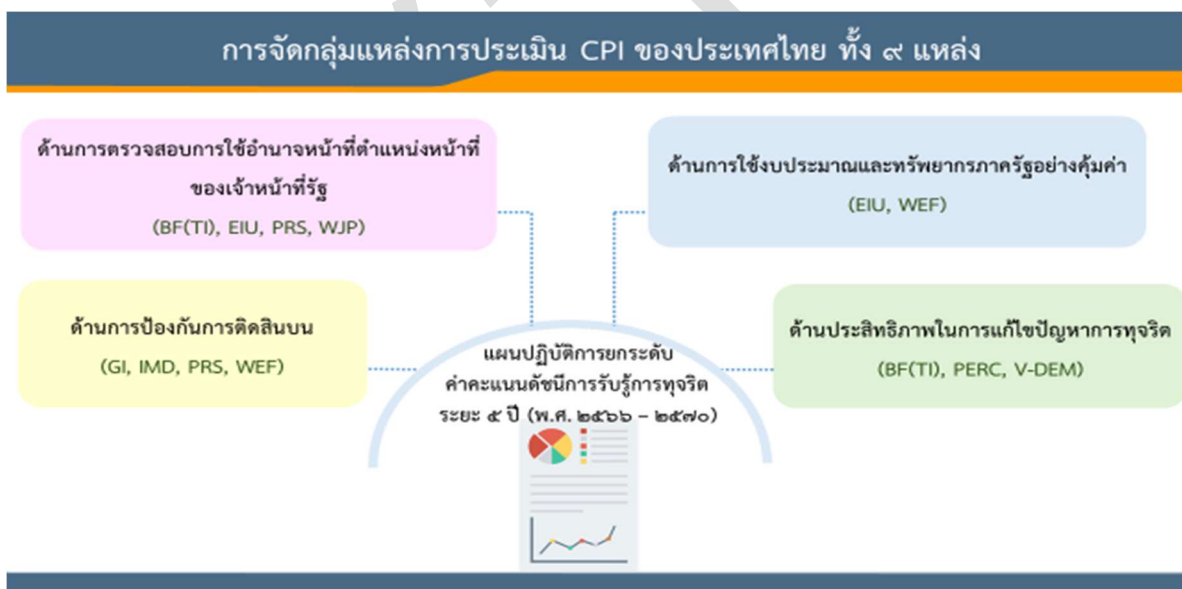 การจัดกลุ่มแหล่งการประเมิน CPI ของประเทศไทย ทั้ง ๙ แหล่ง
ด้านการตรวจสอบการใช้อำนาจหน้าที่ตำแหน่งหน้าที่
ของเจ้าหน้าที่รัฐ
(BF(TI), EIU, PRS, WJP)
ด้านการใช้งบประมาณและทรัพยากรภาครัฐอย่างคุ้มค่า
(EIU, WEF)
ด้านการป้องกันการติดสินบน
(GI, IMD, PRS, WEF)
ด้านประสิทธิภาพในการแก้ไขปัญหาการทุจริต
(BF(TI), PERC, V-DEM)
แผนปฏิบัติการยกระดับ
ค่าคะแนนดัชนีการรับรู้การทุจริต
ระยะ ๕ ปี (พ.ศ. ๒๕๖๖ – ๒๕๗๐)